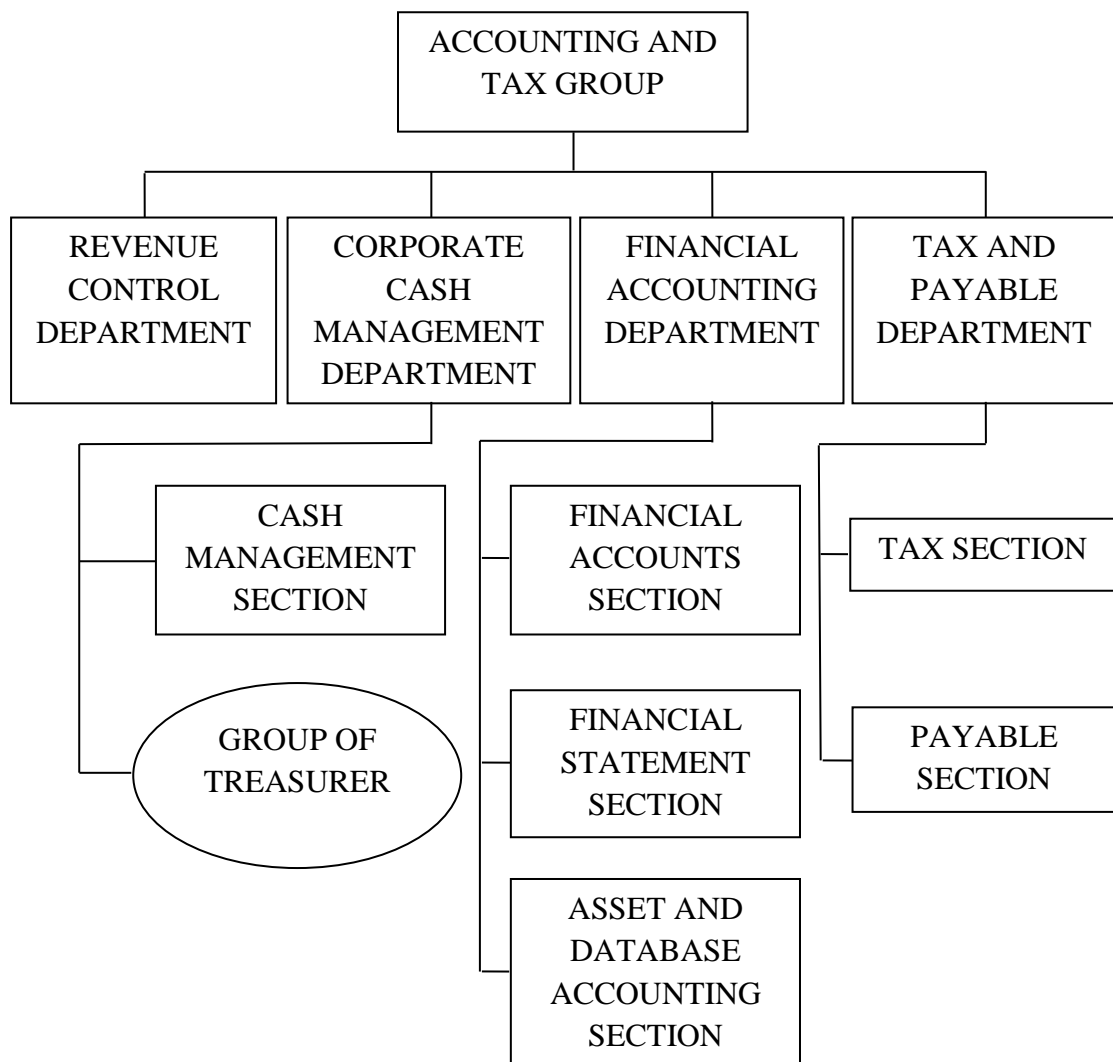 ACCOUNTING AND
TAX GROUP
REVENUE
CONTROL
DEPARTMENT
CORPORATE
CASH
MANAGEMENT
DEPARTMENT
FINANCIAL
ACCOUNTING
DEPARTMENT
TAX AND
PAYABLE
DEPARTMENT
CASH
MANAGEMENT
SECTION
GROUP OF
TREASURER
FINANCIAL
ACCOUNTS
SECTION
FINANCIAL
STATEMENT
SECTION
ASSET AND
DATABASE
ACCOUNTING
SECTION
TAX SECTION
PAYABLE
SECTION